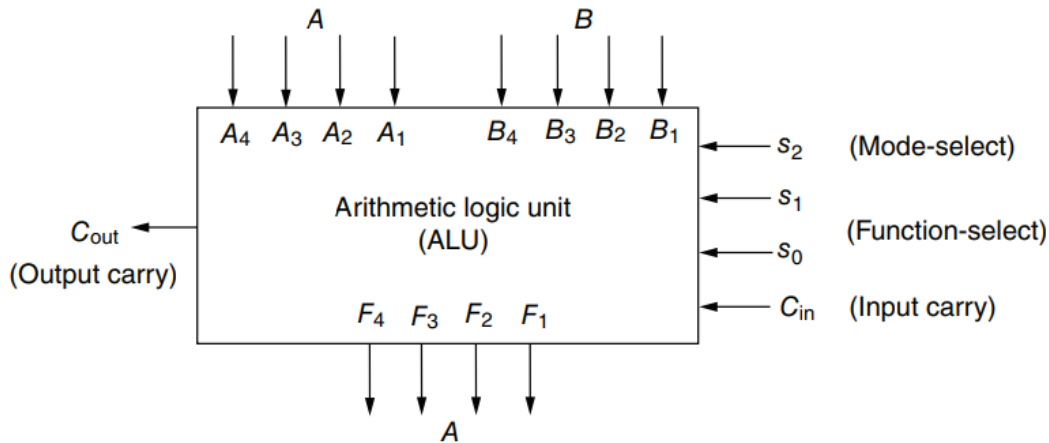 A B
A4 A3 A2 A1 B4 B3 B2 B1
s2 (Mode-select)
s1
Arithmetic logic unit
(ALU)
Cout
(Output carry)
(Function-select)
s0
F4 F3 F2 F1
Cin (Input carry)
A